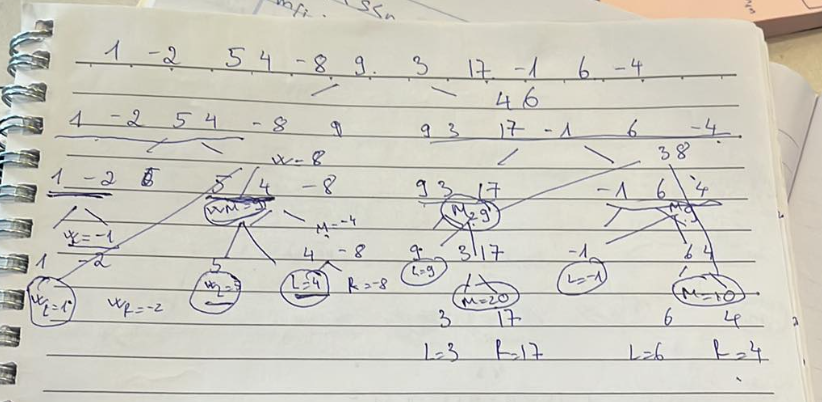 1 -2 5 4 -8 9 3 17 -1 6 -4
46
1 -2 5 4 -8 9 9 3 17 -1 6 -4
W=8 38
1 -2 5 4 -8 9 3 17 -1 6 4
WM=9 M=9 M=9
W=-1 M=-4
1 -2 5 4 -8 9 3 17 -1 6 4
WL=1 WR=-2 WL=5 L=4 R=-8 L=9 M=20 L=-1 M=10
3 17 6 4
L=3 R=17 L=6 R=4